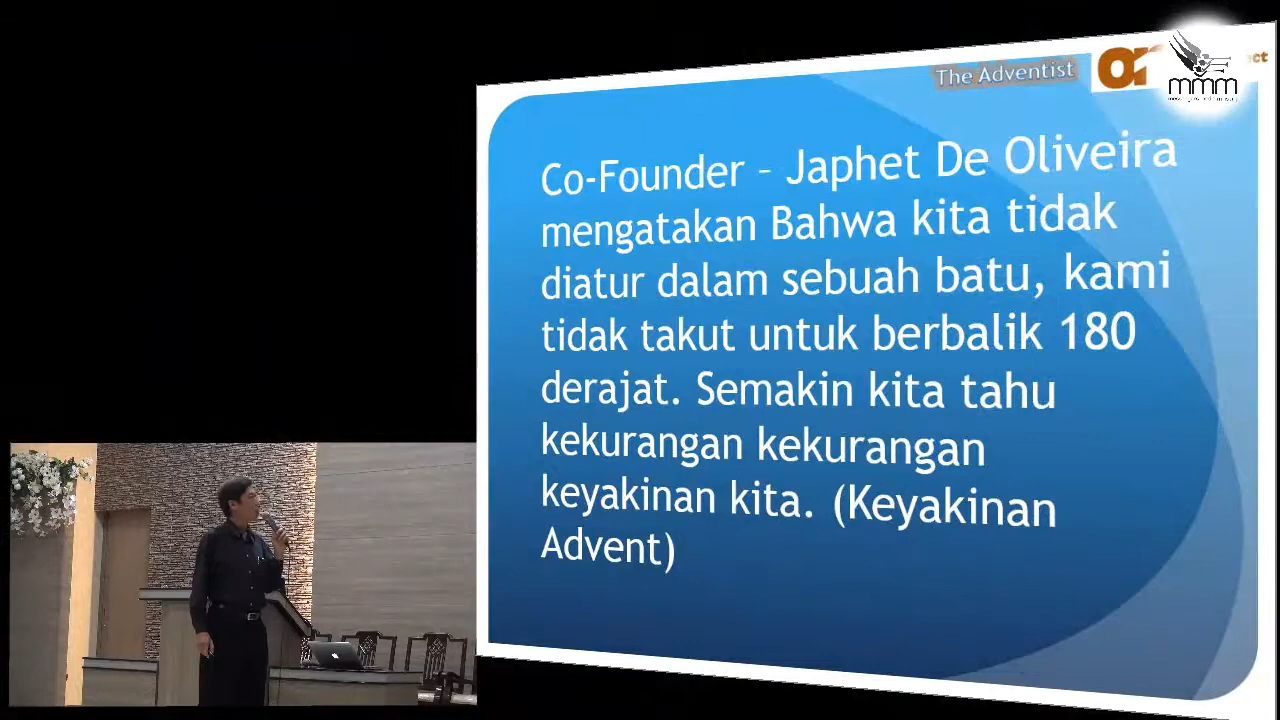 The Adventist
mmm
Co-Founder – Japhet De Oliveira
mengatakan Bahwa kita tidak
diatur dalam sebuah batu, kami
tidak takut untuk berbalik 180
derajat. Semakin kita tahu
kekurangan kekurangan
keyakinan kita. (Keyakinan
Advent)